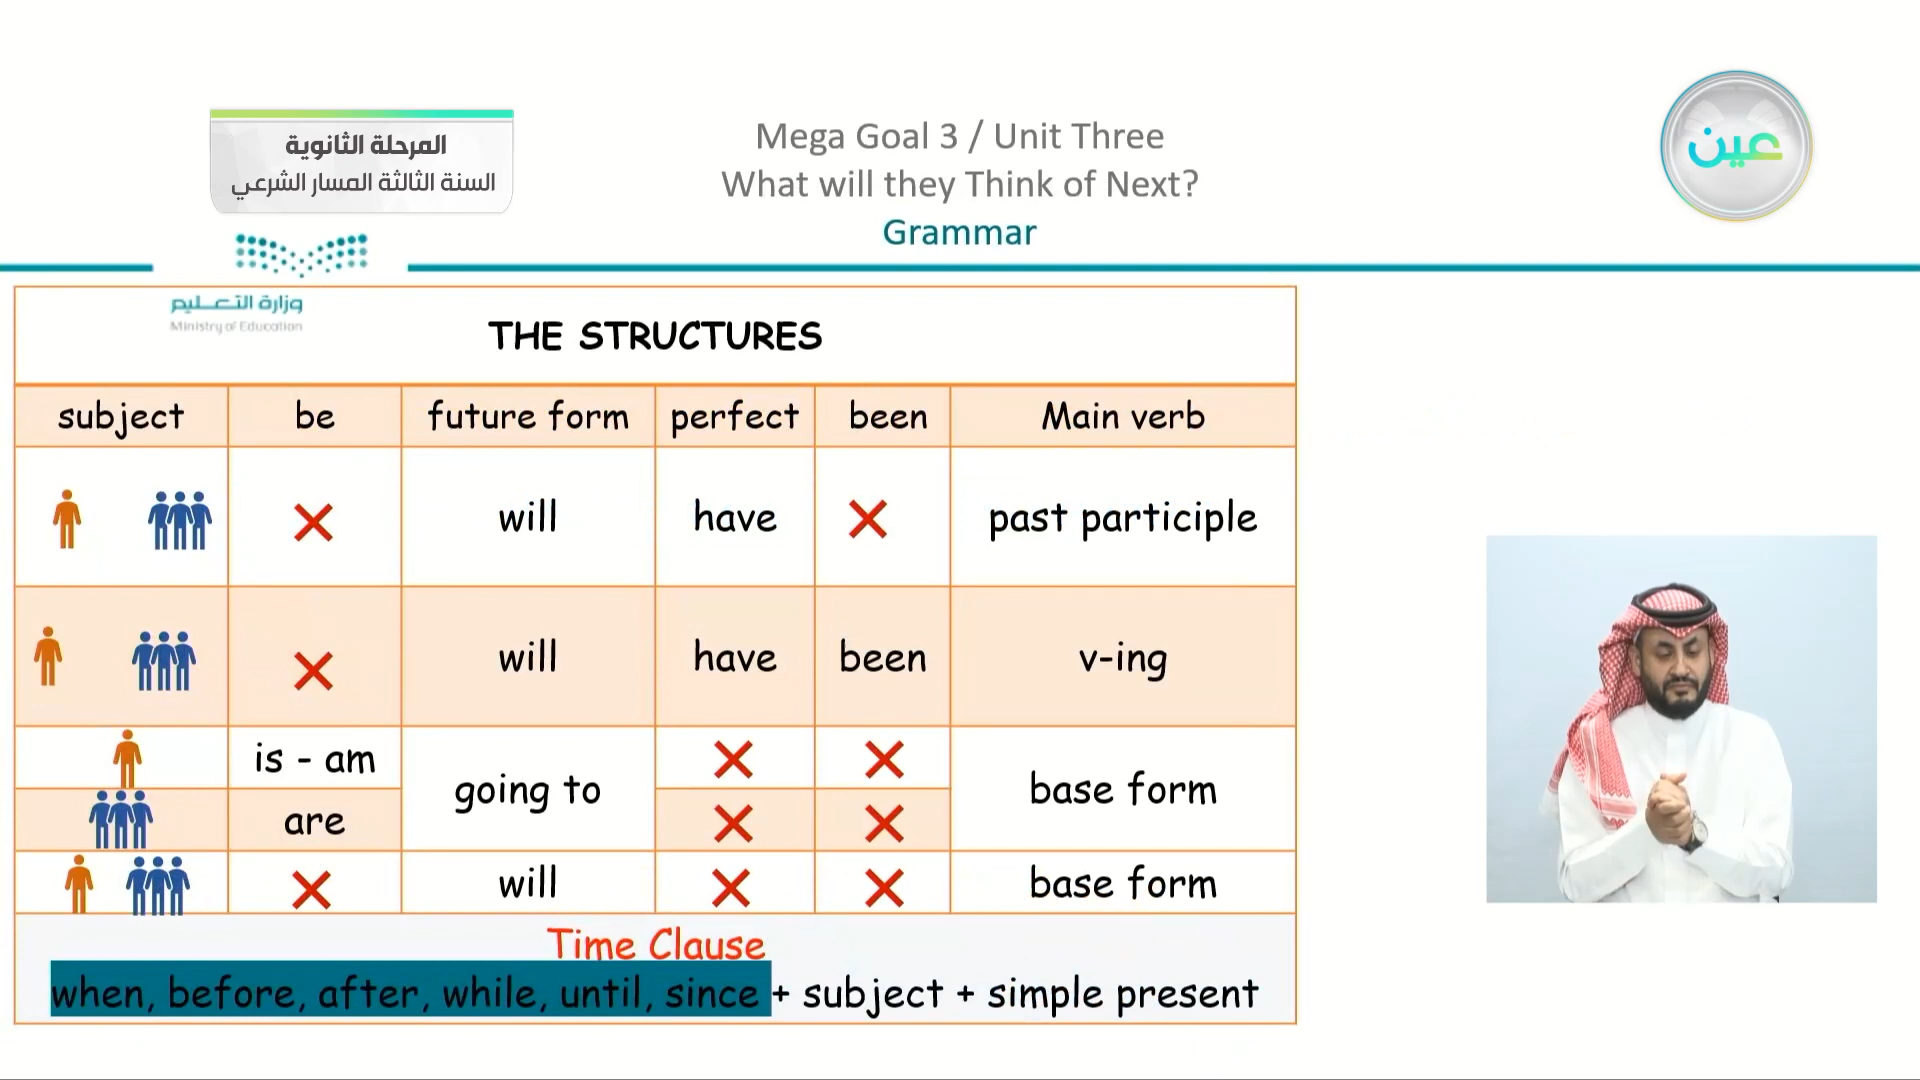 المرحلة الثانوية
السنة الثالثة المسار الشرعي
Mega Goal 3 / Unit Three
What will they Think of Next?
Grammar
عين
وزارة التعليم
Ministry of Education
THE STRUCTURES
subject be future form perfect been Main verb
will have past participle
will have been v-ing
is - am going to base form
are
will base form
Time Clause
when, before, after, while, until, since + subject + simple present